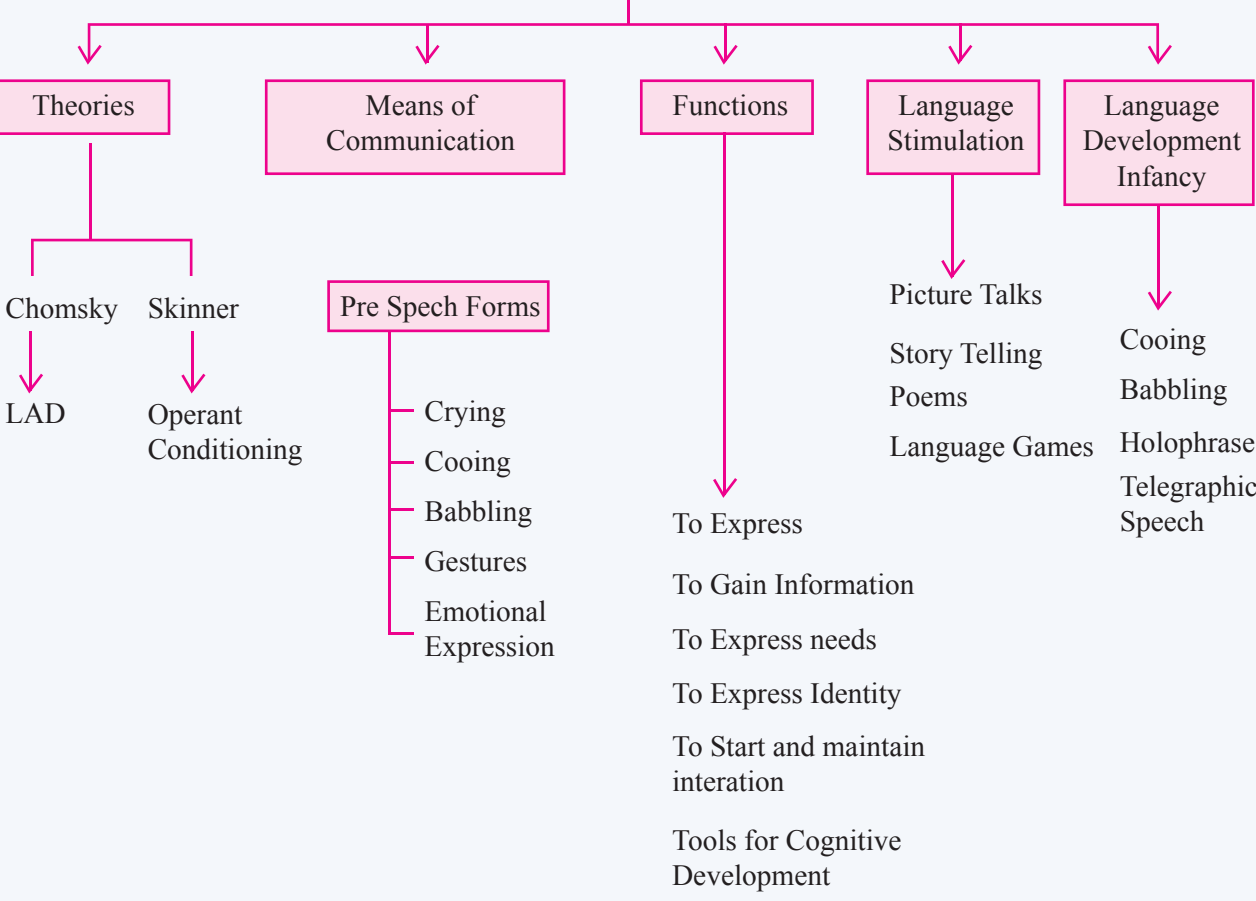 Theories
Means of
Communication
Functions
Language
Stimulation
Language
Development
Infancy
Chomsky
Skinner
LAD
Operant
Conditioning
Pre Spech Forms
Crying
Cooing
Babbling
Gestures
Emotional
Expression
To Express
To Gain Information
To Express needs
To Express Identity
To Start and maintain
interation
Tools for Cognitive
Development
Picture Talks
Story Telling
Poems
Language Games
Cooing
Babbling
Holophrase
Telegraphic
Speech